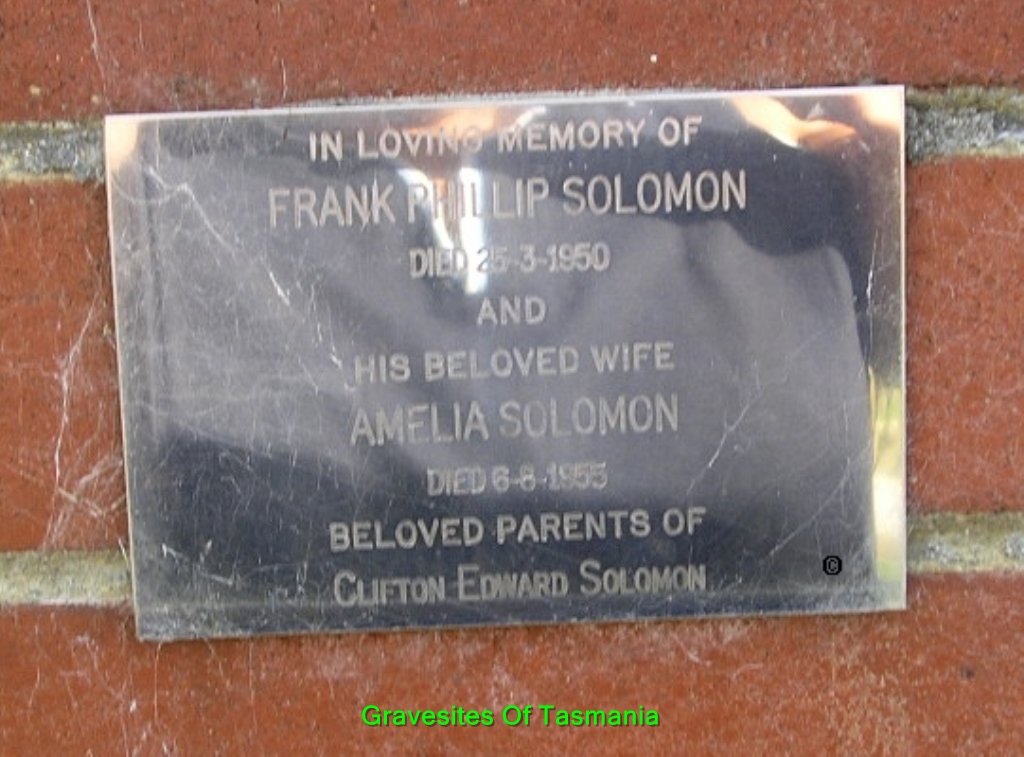 IN LOVING MEMORY OF
FRANK PHILLIP SOLOMON
DIED 25-3-1950
AND
HIS BELOVED WIFE
AMELIA SOLOMON
DIED 6-8-1955
BELOVED PARENTS OF
CLIFTON EDWARD SOLOMON
©
Gravesites Of Tasmania